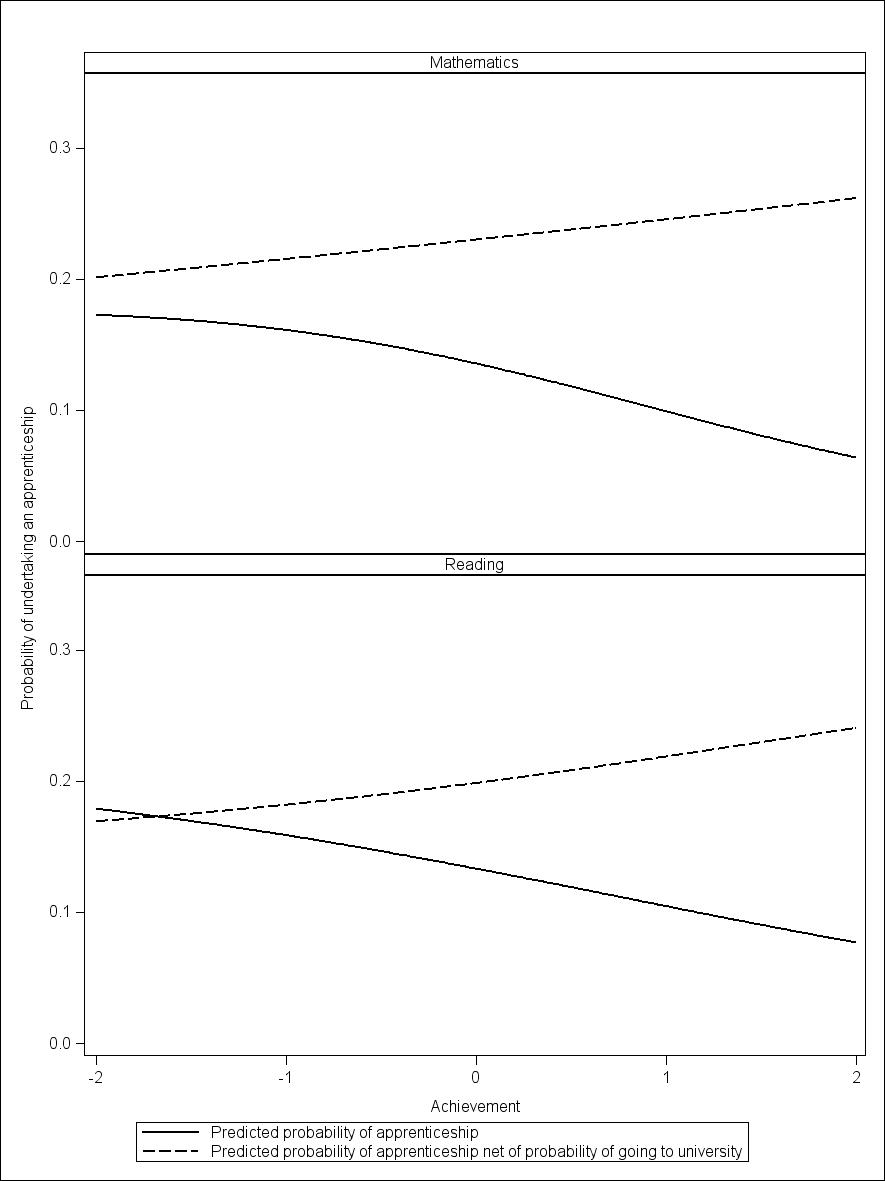 Mathematics
0.3
0.2
0.1
0.0
Probability of undertaking an apprenticeship
Reading
0.3
0.2
0.1
0.0
-2 -1 0 1 2
Achievement
Predicted probability of apprenticeship
Predicted probability of apprenticeship net of probability of going to university